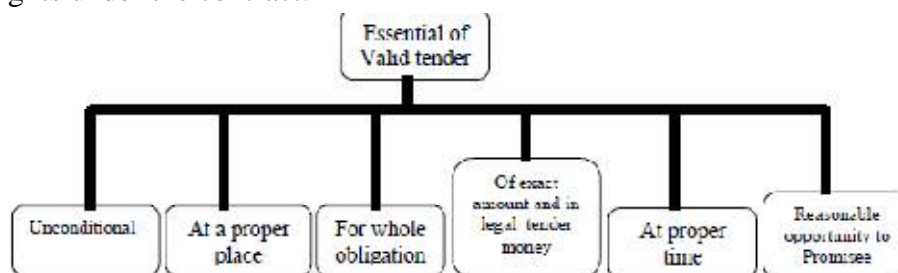 Essential of
Valid tender
Unconditional
At a proper
place
For whole
obligation
Of exact
amount and in
legal tender
money
At proper
time
Reasonable
opportunity to
Promisee